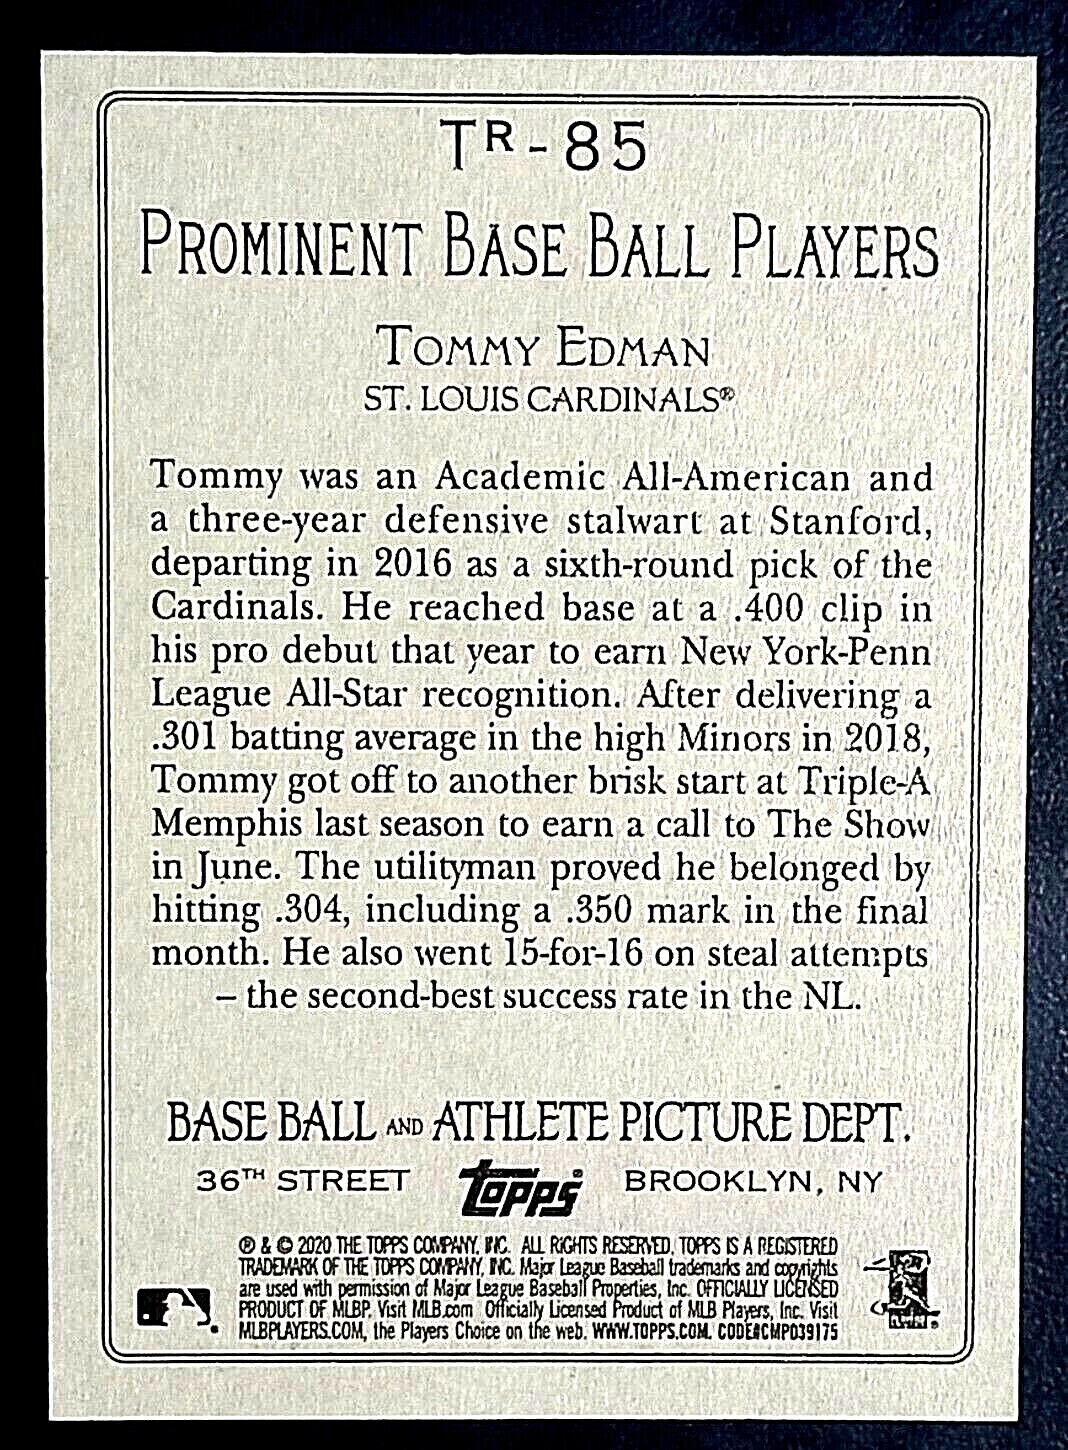 TR-85
PROMINENT BASE BALL PLAYERS
TOMMY EDMAN
ST. LOUIS CARDINALS®
Tommy was an Academic All-American and
a three-year defensive stalwart at Stanford,
departing in 2016 as a sixth-round pick of the
Cardinals. He reached base at a .400 clip in
his pro debut that year to earn New York-Penn
League All-Star recognition. After delivering a
.301 batting average in the high Minors in 2018,
Tommy got off to another brisk start at Triple-A
Memphis last season to earn a call to The Show
in June. The utilityman proved he belonged by
hitting .304, including a .350 mark in the final
month. He also went 15-for-16 on steal attempts
– the second-best success rate in the NL.
BASE BALL AND ATHLETE PICTURE DEPT.
36TH STREET Topps® BROOKLYN, NY
® & © 2020 THE TOPPS COMPANY, INC. ALL RIGHTS RESERVED. TOPPS IS A REGISTERED
TRADEMARK OF THE TOPPS COMPANY, INC. Major League Baseball trademarks and copyrights
are used with permission of Major League Baseball Properties, Inc. OFFICIALLY LICENSED
PRODUCT OF MLBP. Visit MLB.com Officially Licensed Product of MLB Players, Inc. Visit
MLBPLAYERS.COM, the Players Choice on the web. WWW.TOPPS.COM. CODE#CMP039175